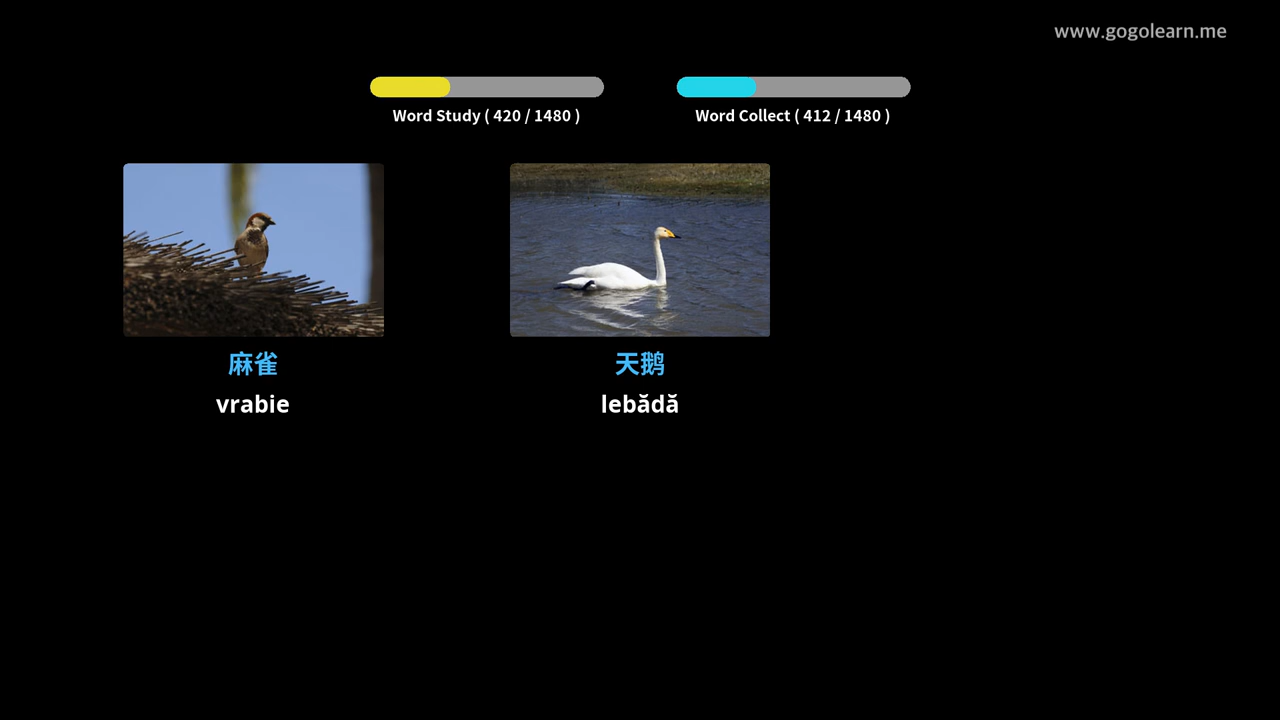 www.gogolearn.me
Word Study ( 420 / 1480 )
Word Collect ( 412 / 1480 )
麻雀
vrabie
天鹅
lebădă